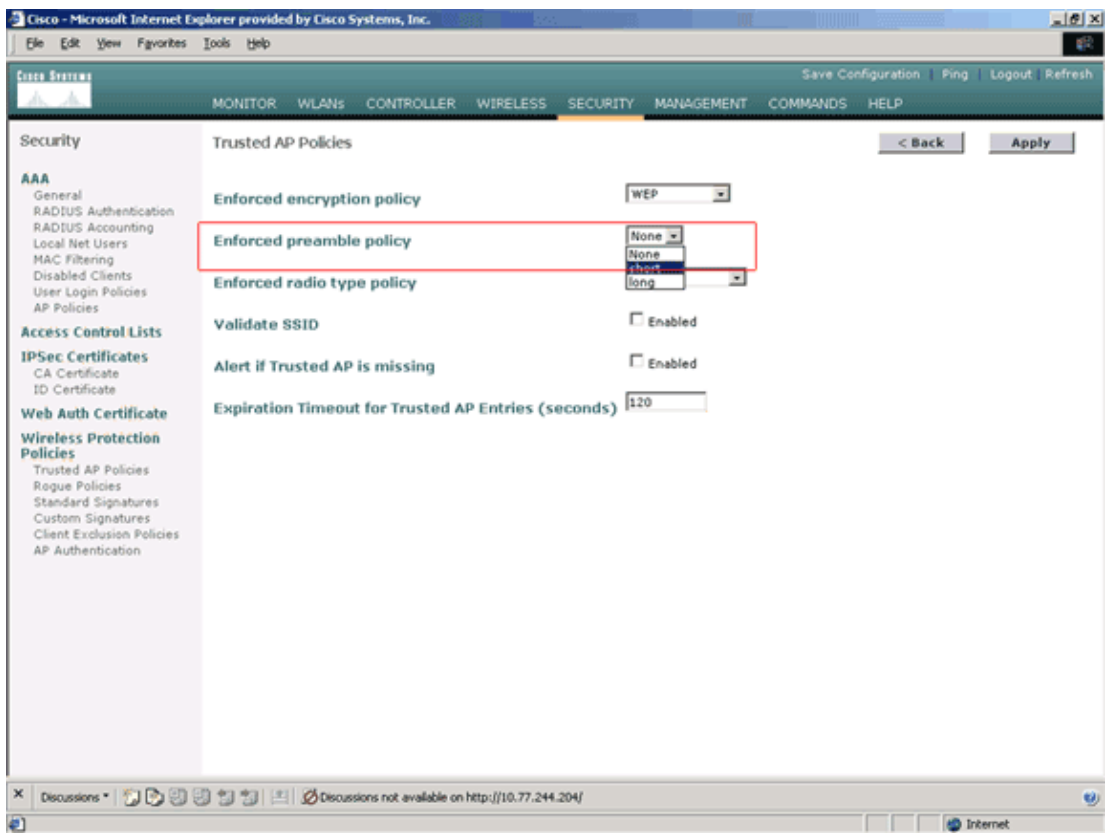 Cisco - Microsoft Internet Explorer provided by Cisco Systems, Inc.
File Edit View Favorites Tools Help
CISCO SYSTEMS
Save Configuration | Ping | Logout | Refresh
MONITOR WLANs CONTROLLER WIRELESS SECURITY MANAGEMENT COMMANDS HELP
Security
Trusted AP Policies
< Back
Apply
AAA
General
RADIUS Authentication
RADIUS Accounting
Local Net Users
MAC Filtering
Disabled Clients
User Login Policies
AP Policies
Access Control Lists
IPSec Certificates
CA Certificate
ID Certificate
Web Auth Certificate
Wireless Protection
Policies
Trusted AP Policies
Rogue Policies
Standard Signatures
Custom Signatures
Client Exclusion Policies
AP Authentication
Enforced encryption policy WEP
Enforced preamble policy None
None
short
long
Enforced radio type policy
Validate SSID Enabled
Alert if Trusted AP is missing Enabled
Expiration Timeout for Trusted AP Entries (seconds) 120
Discussions Discussions not available on http://10.77.244.204/
Internet